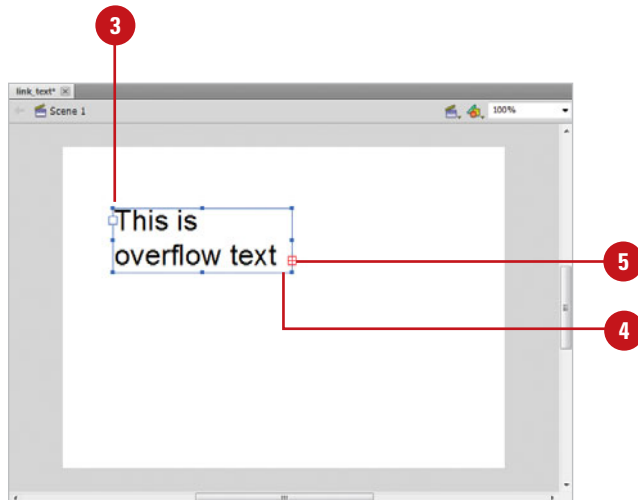 3
link_text*
Scene 1
100%
This is
overflow text
5
4